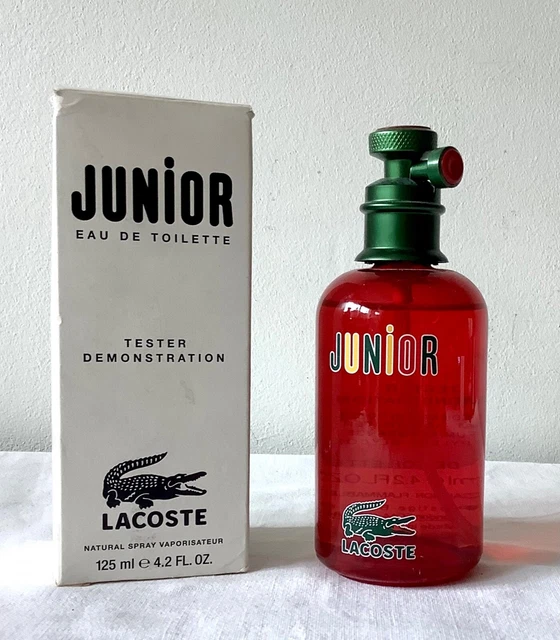 JUNiOR
EAU DE TOILETTE
TESTER
DEMONSTRATION
LACOSTE
NATURAL SPRAY VAPORISATEUR
125 ml ℮ 4.2 FL. OZ.
JUNiOR
LACOSTE